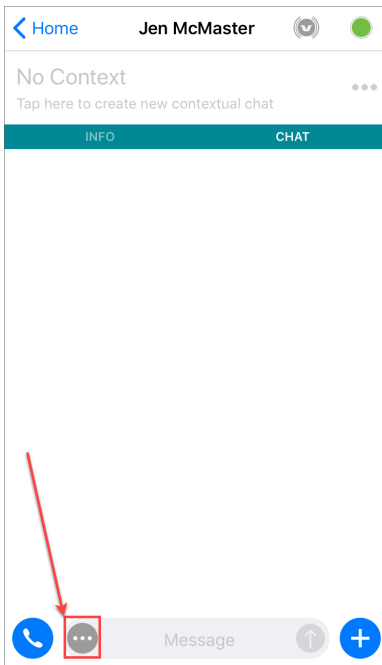 Home
Jen McMaster
No Context
Tap here to create new contextual chat
INFO
CHAT
Message